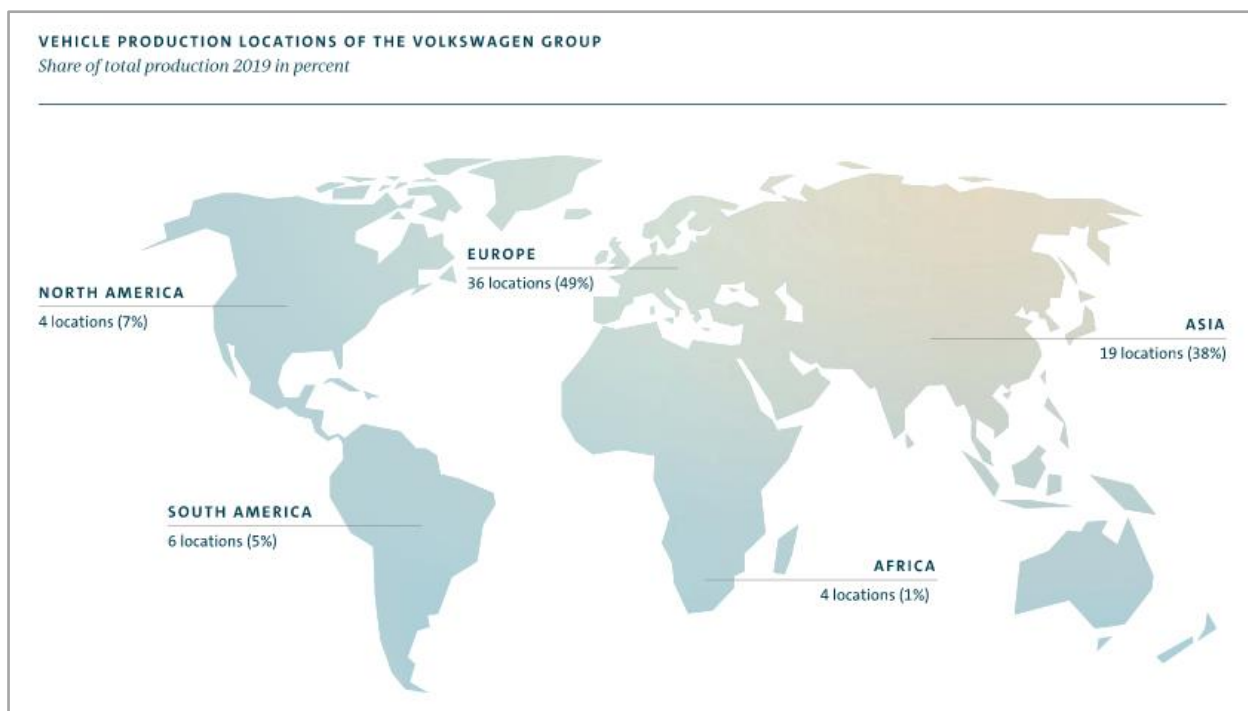 VEHICLE PRODUCTION LOCATIONS OF THE VOLKSWAGEN GROUP
Share of total production 2019 in percent
EUROPE
36 locations (49%)
NORTH AMERICA
4 locations (7%)
ASIA
19 locations (38%)
SOUTH AMERICA
6 locations (5%)
AFRICA
4 locations (1%)